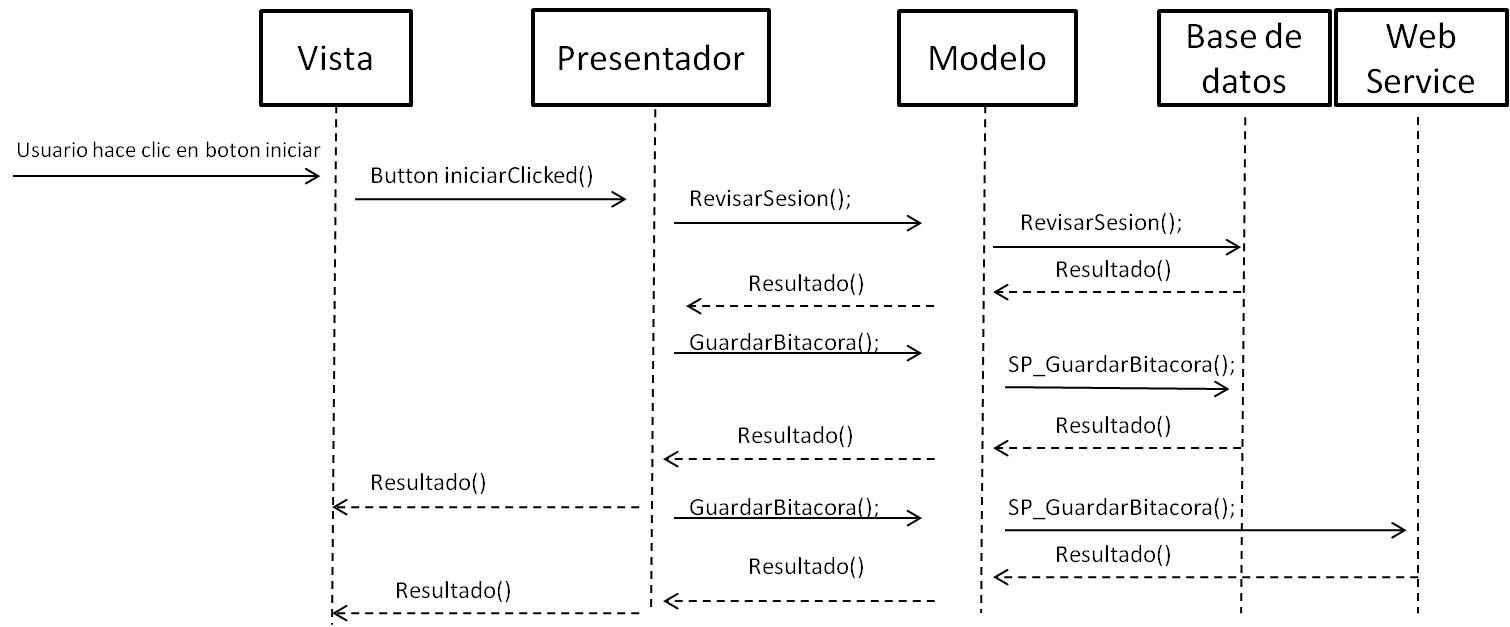 Vista
Presentador
Modelo
Base de
datos
Web
Service
Usuario hace clic en boton iniciar
Button iniciarClicked()
RevisarSesion();
RevisarSesion();
Resultado()
Resultado()
GuardarBitacora();
SP_GuardarBitacora();
Resultado()
Resultado()
Resultado()
GuardarBitacora();
SP_GuardarBitacora();
Resultado()
Resultado()
Resultado()